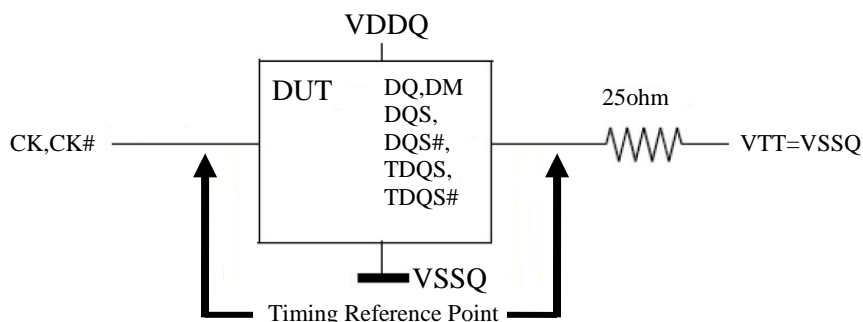 VDDQ
DUT
DQ,DM
DQS,
DQS#,
TDQS,
TDQS#
25ohm
CK,CK#
VTT=VSSQ
VSSQ
Timing Reference Point